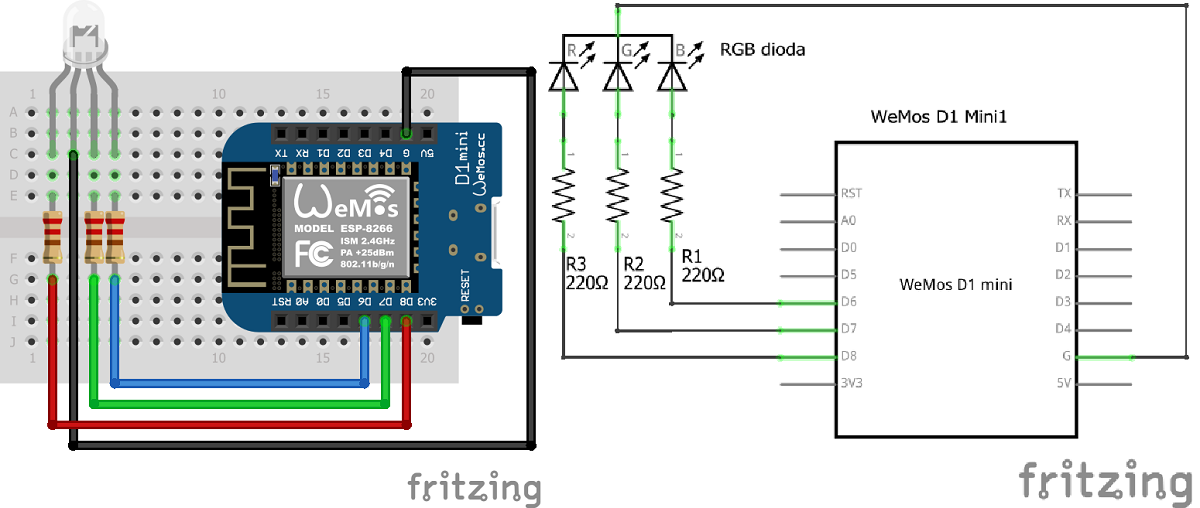 1 10 15 20
A
B
C
D
E
F
G
H
I
J
1 10 15 20
TX RX D1 D2 D3 D4 G 5V
D1 mini
WeMos.cc
WeMos
MODEL ESP-8266
ISM 2.4GHz
PA +25dBm
802.11b/g/n
FC
RST A0 D0 D5 D6 D7 D8 3V3
RESET
fritzing
R G B RGB dioda
1 1 1
2 2 2
R3
220Ω
R2
220Ω
R1
220Ω
WeMos D1 Mini1
RST TX
A0 RX
D0 D1
D5 D2
WeMos D1 mini
D6 D3
D7 D4
D8 G
3V3 5V
fritzing